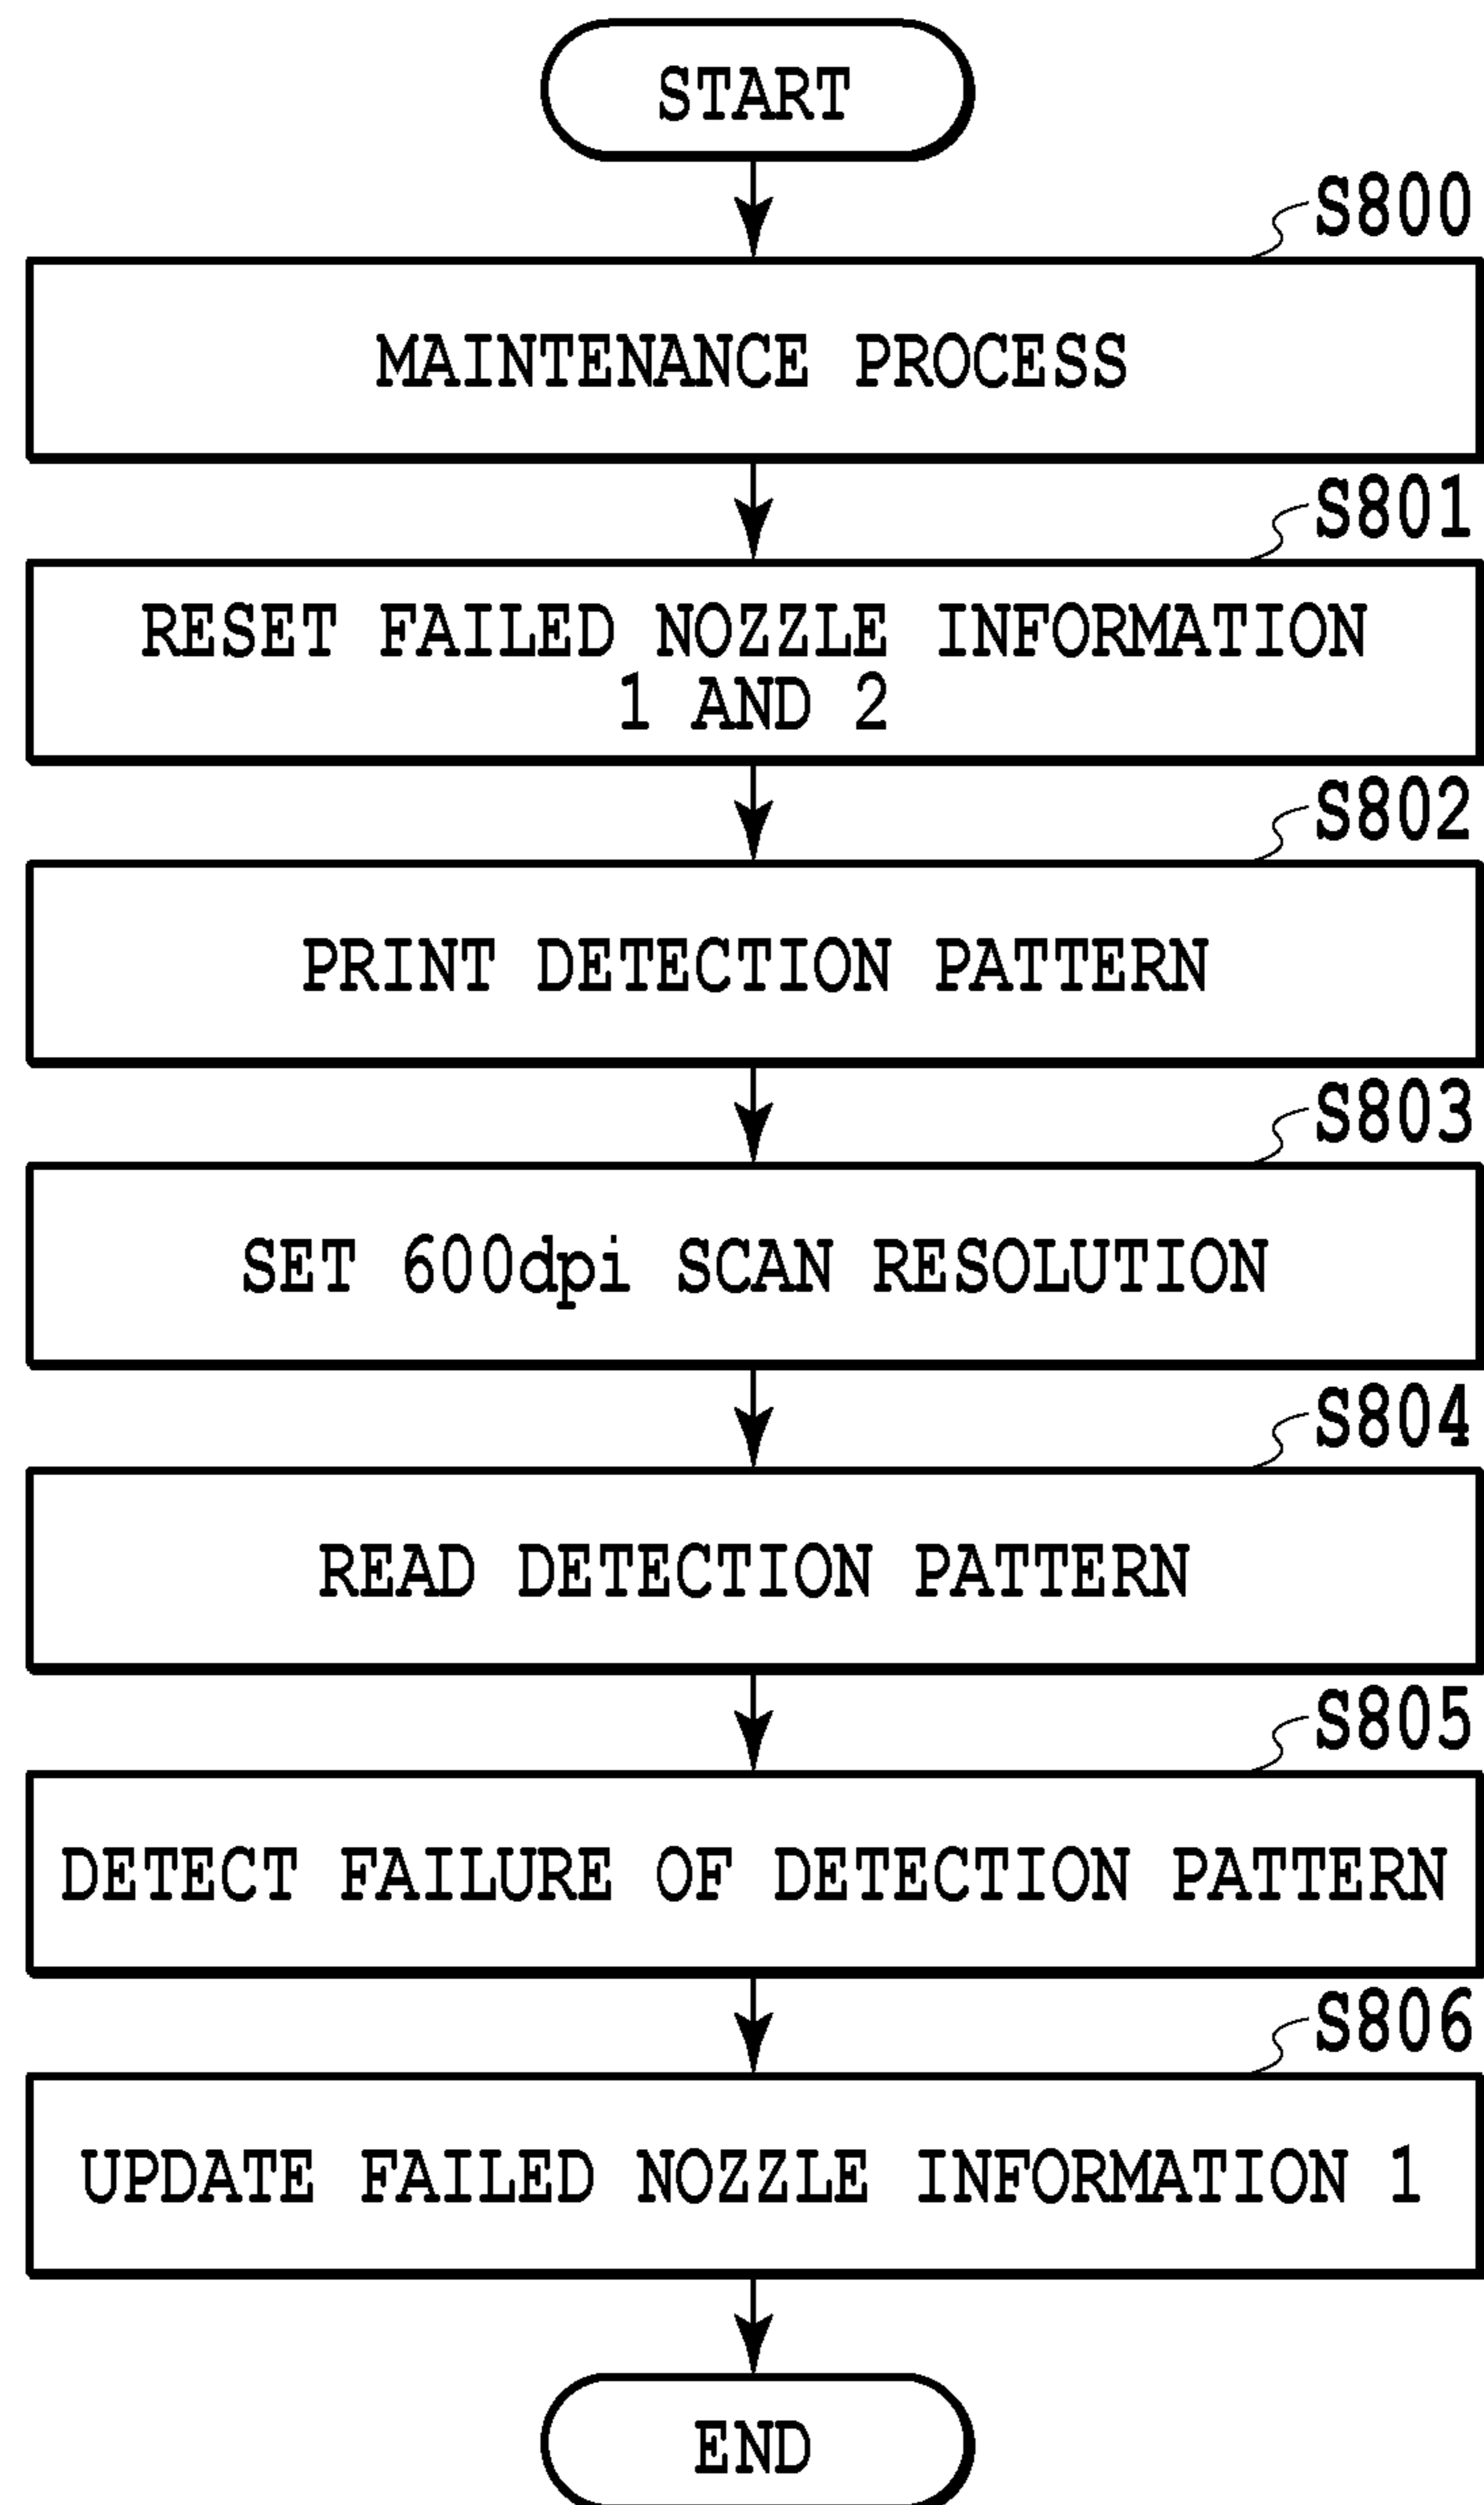 START
S800
MAINTENANCE PROCESS
S801
RESET FAILED NOZZLE INFORMATION
1 AND 2
S802
PRINT DETECTION PATTERN
S803
SET 600dpi SCAN RESOLUTION
S804
READ DETECTION PATTERN
S805
DETECT FAILURE OF DETECTION PATTERN
S806
UPDATE FAILED NOZZLE INFORMATION 1
END